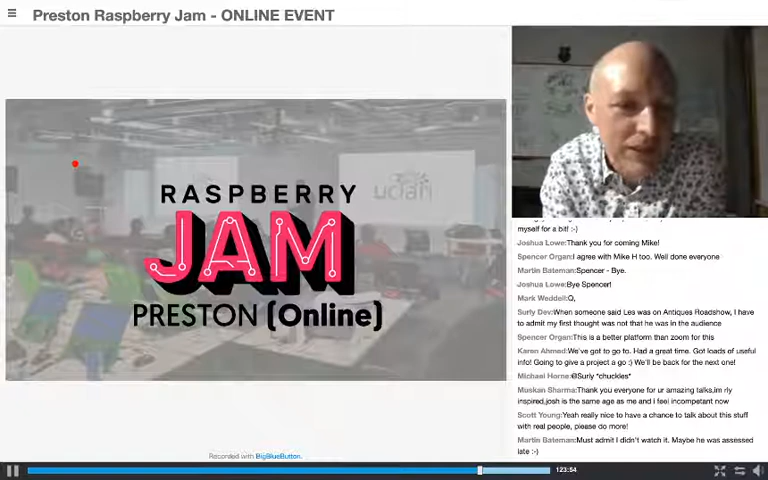 Preston Raspberry Jam - ONLINE EVENT
RASPBERRY
JAM
PRESTON (Online)
uclan
Recorded with BigBlueButton.
myself for a bit! :-)
Joshua Lowe:Thank you for coming Mike!
Spencer Organ:I agree with Mike H too. Well done everyone
Martin Bateman:Spencer - Bye.
Joshua Lowe:Bye Spencer!
Mark Weddell:Q,
Surly Dev:When someone said Les was on Antiques Roadshow, I have
to admit my first thought was not that he was in the audience
Spencer Organ:This is a better platform than zoom for this
Karen Ahmed:We've got to go to. Had a great time. Got loads of useful
info! Going to give a project a go :) We'll be back for the next one!
Michael Horne:@Surly *chuckles*
Muskan Sharma:Thank you everyone for ur amazing talks,im rly
inspired,josh is the same age as me and i feel incompetant now
Scott Young:Yeah really nice to have a chance to talk about this stuff
with real people, please do more!
Martin Bateman:Must admit I didn't watch it. Maybe he was assessed
late :-)
123:54